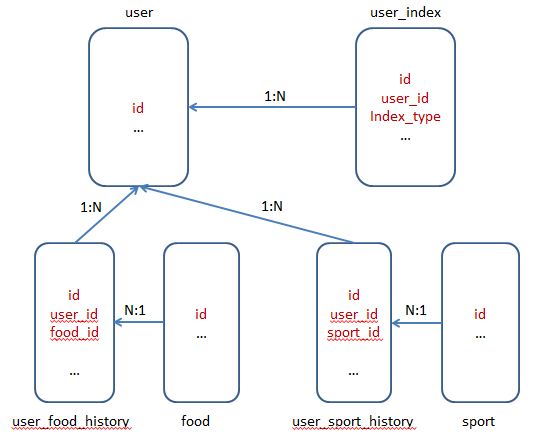 user
user_index
id
...
id
user_id
Index_type
...
1:N
1:N
1:N
id
user_id
food_id
...
N:1
id
...
id
user_id
sport_id
...
N:1
id
...
user_food_history
food
user_sport_history
sport